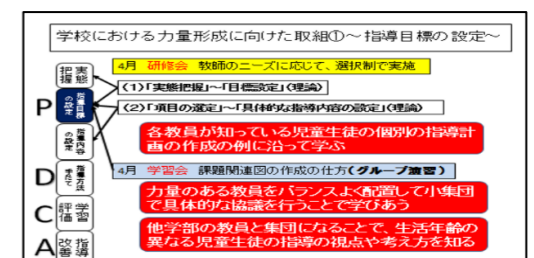 学校における力量形成に向けた取組①～指導目標の設定～
実態把握
4月 研修会 教師のニーズに応じて、選択制で実施
(1)「実態把握」～「目標設定」(理論)
P
指導目標の設定
(2)「項目の選定」～「具体的な指導内容の設定」(理論)
指導内容の設定
各教員が知っている児童生徒の個別の指導計
画の作成の例に沿って学ぶ
D
指導方法
手だて
4月 学習会 課題関連図の作成の仕方(グループ演習)
力量のある教員をバランスよく配置して小集団
で具体的な協議を行うことで学びあう
C
学習評価
他学部の教員と集団になることで、生活年齢の
異なる児童生徒の指導の視点や考え方を知る
A
指導改善